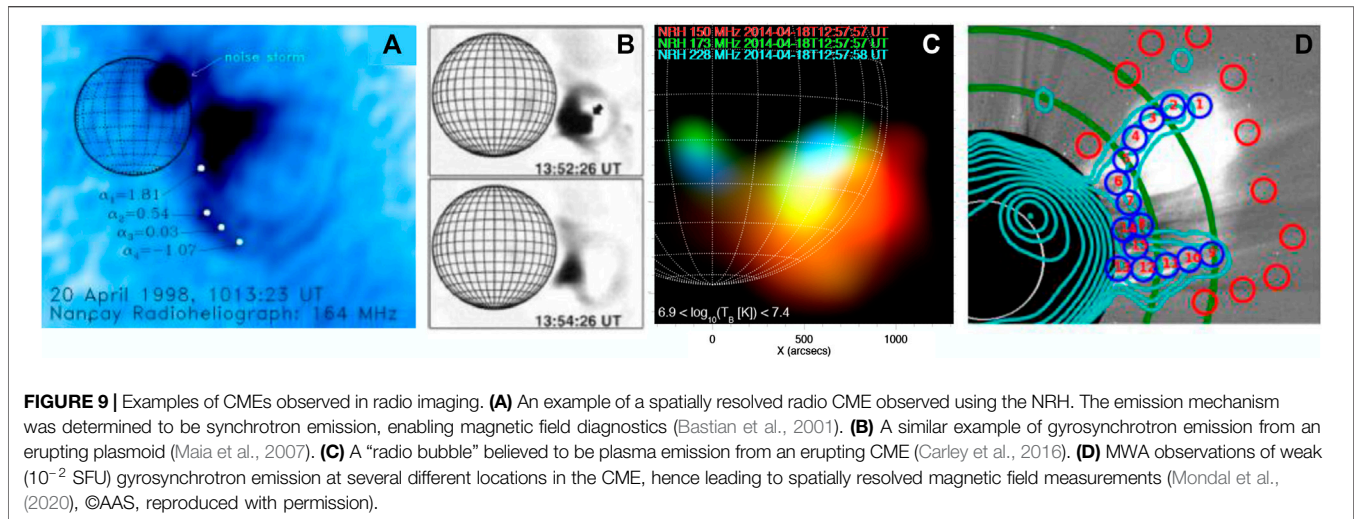 A
noise storm
α₁=1.81
α₂=0.54
α₃=0.03
α₄=-1.07
20 April 1998, 1013:23 UT
Nançay Radioheliograph: 164 MHz
B
13:52:26 UT
13:54:26 UT
C
NRH 150 MHz 2014-04-18T12:57:57 UT
NRH 173 MHz 2014-04-18T12:57:57 UT
NRH 228 MHz 2014-04-18T12:57:58 UT
6.9 < log₁₀(T_B [K]) < 7.4
0 500 1000
X (arcsecs)
D
1
2
3
4
5
6
7
8
14
15
13 12 11 10 9
FIGURE 9 | Examples of CMEs observed in radio imaging. (A) An example of a spatially resolved radio CME observed using the NRH. The emission mechanism
was determined to be synchrotron emission, enabling magnetic field diagnostics (Bastian et al., 2001). (B) A similar example of gyrosynchrotron emission from an
erupting plasmoid (Maia et al., 2007). (C) A “radio bubble” believed to be plasma emission from an erupting CME (Carley et al., 2016). (D) MWA observations of weak
(10⁻² SFU) gyrosynchrotron emission at several different locations in the CME, hence leading to spatially resolved magnetic field measurements (Mondal et al.,
(2020), ©AAS, reproduced with permission).